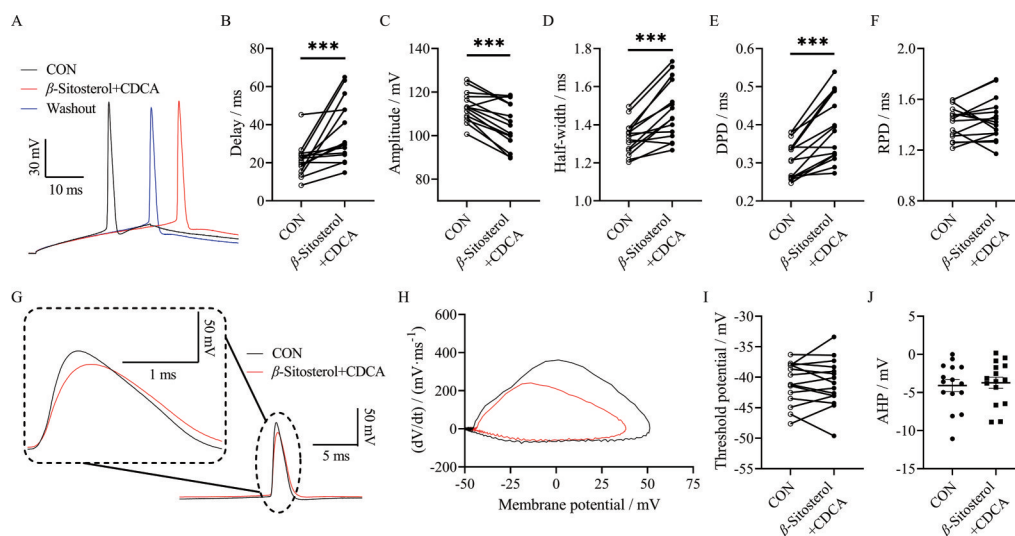 A
CON
β-Sitosterol+CDCA
Washout
30 mV
10 ms
B
***
Delay / ms
80
60
40
20
0
CON
β-Sitosterol
+CDCA
C
***
Amplitude / mV
140
120
100
80
CON
β-Sitosterol
+CDCA
D
***
Half-width / ms
1.8
1.6
1.4
1.2
1.0
CON
β-Sitosterol
+CDCA
E
***
DPD / ms
0.6
0.5
0.4
0.3
0.2
CON
β-Sitosterol
+CDCA
F
RPD / ms
2.0
1.6
1.2
0.8
CON
β-Sitosterol
+CDCA
G
50 mV
1 ms
CON
β-Sitosterol+CDCA
50 mV
5 ms
H
(dV/dt) / (mV·ms⁻¹)
600
400
200
0
-200
-50
-25
0
25
50
75
Membrane potential / mV
I
Threshold potential / mV
-30
-35
-40
-45
-50
-55
CON
β-Sitosterol
+CDCA
J
AHP / mV
5
0
-5
-10
-15
CON
β-Sitosterol
+CDCA